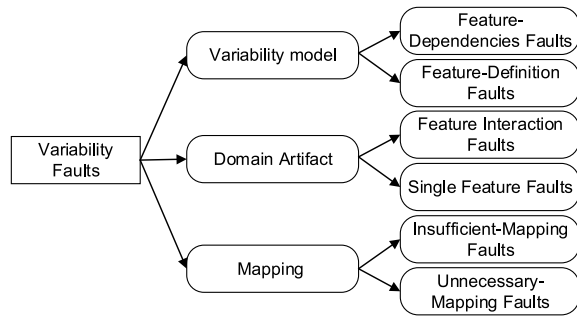 Variability
Faults
Variability model
Domain Artifact
Mapping
Feature-
Dependencies Faults
Feature-Definition
Faults
Feature Interaction
Faults
Single Feature Faults
Insufficient-Mapping
Faults
Unnecessary-
Mapping Faults